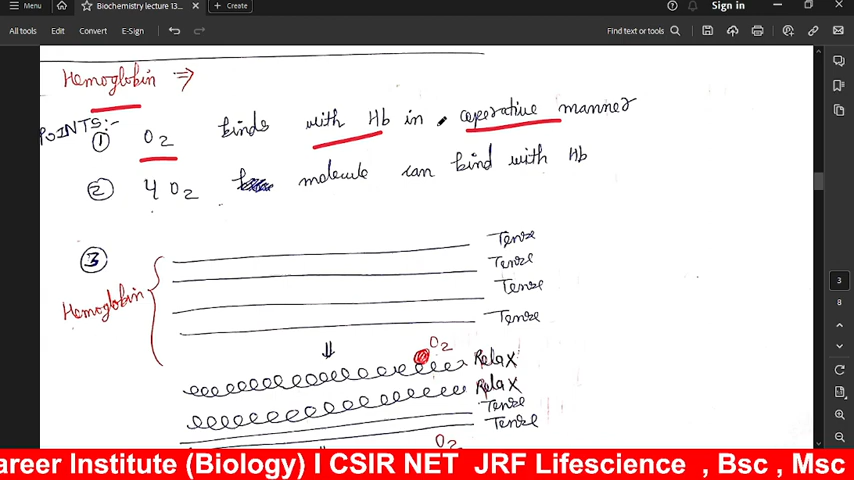 Menu
Biochemistry lecture 13...
Create
Sign in
All tools
Edit
Convert
E-Sign
Find text or tools
Hemoglobin ⇒
POINTS:-
① O2 binds with Hb in coperative manner
② 4 O2 molecule can bind with Hb
③
Hemoglobin
Tense
Tense
Tense
Tense
⇓
O2
Relax
Relax
Tense
Tense
O2
3
8
areer Institute (Biology) I CSIR NET JRF Lifescience , Bsc , Msc